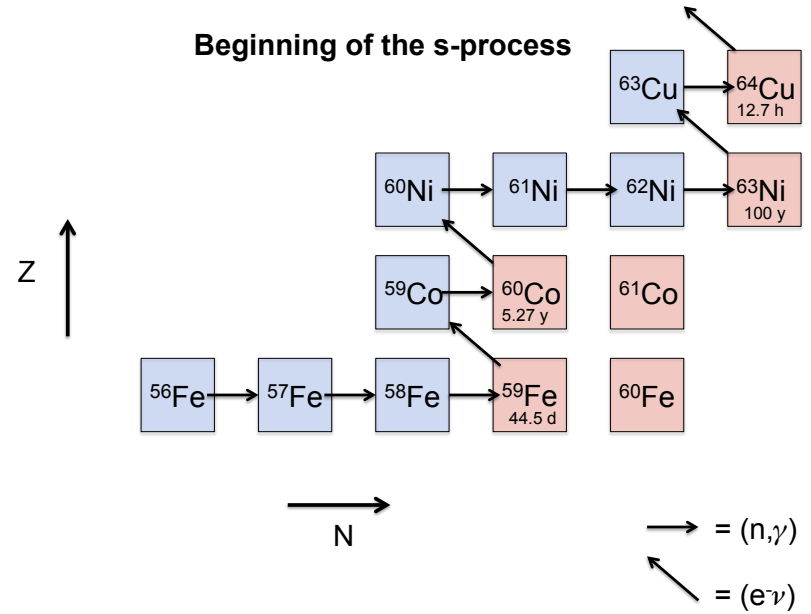 Beginning of the s-process
⁶³Cu ⁶⁴Cu
12.7 h
⁶⁰Ni ⁶¹Ni ⁶²Ni ⁶³Ni
100 y
Z
⁵⁹Co ⁶⁰Co ⁶¹Co
5.27 y
⁵⁶Fe ⁵⁷Fe ⁵⁸Fe ⁵⁹Fe ⁶⁰Fe
44.5 d
N
= (n,γ)
= (e⁻ν)